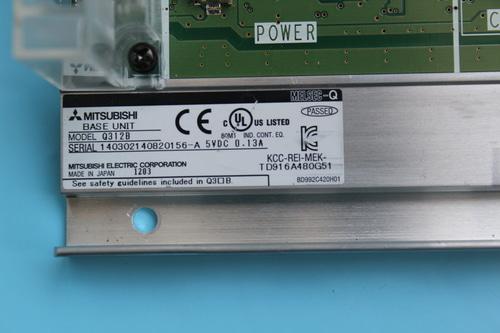 POWER
MITSUBISHI
MELSEC-Q
BASE UNIT
MODEL Q312B
CE UL US LISTED
80M1 IND. CONT. EQ.
PASSED
SERIAL 140302140820156-A 5VDC 0.13A
KCC-REI-MEK-
TD916A480G51
MITSUBISHI ELECTRIC CORPORATION
MADE IN JAPAN 1203
See safety guidelines included in Q3□B.
BD992C420H01